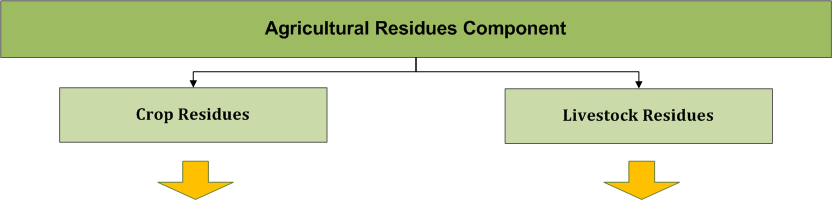 Agricultural Residues Component
Crop Residues
Livestock Residues